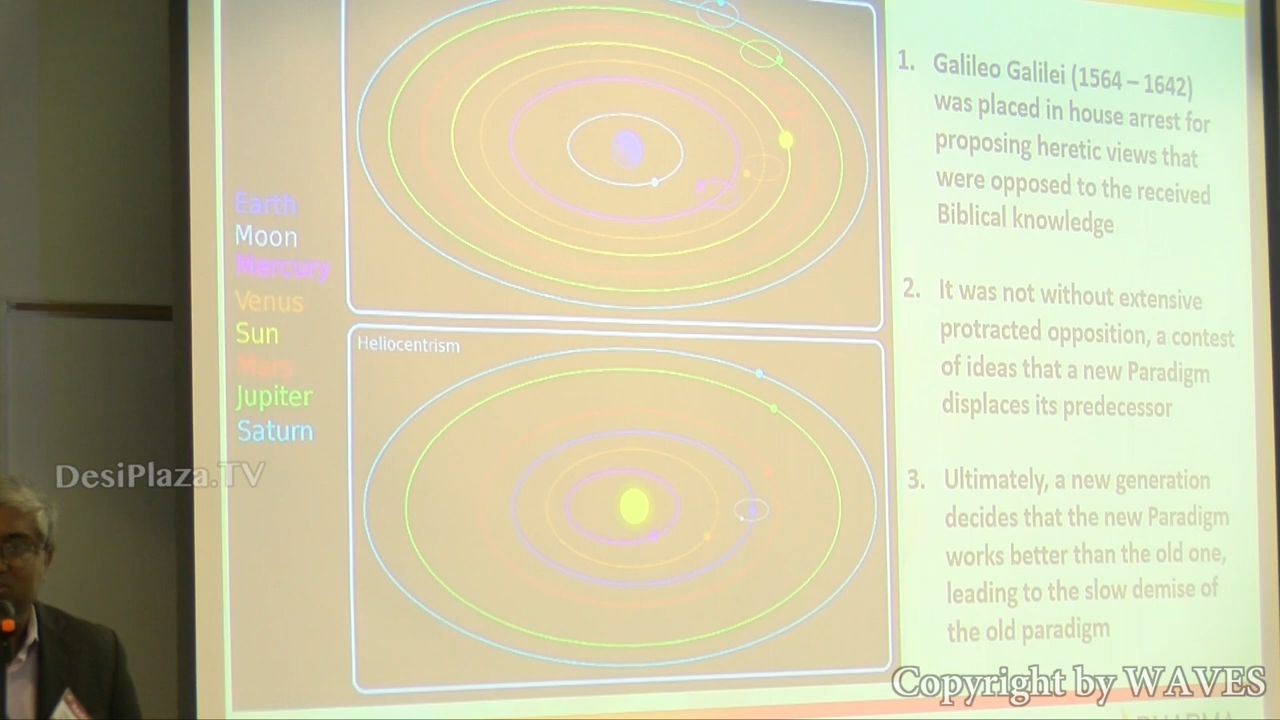 Earth
Moon
Mercury
Venus
Sun
Mars
Jupiter
Saturn
Heliocentrism
1. Galileo Galilei (1564 – 1642)
was placed in house arrest for
proposing heretic views that
were opposed to the received
Biblical knowledge
2. It was not without extensive
protracted opposition, a contest
of ideas that a new Paradigm
displaces its predecessor
3. Ultimately, a new generation
decides that the new Paradigm
works better than the old one,
leading to the slow demise of
the old paradigm
DesiPlaza.TV
Copyright by WAVES